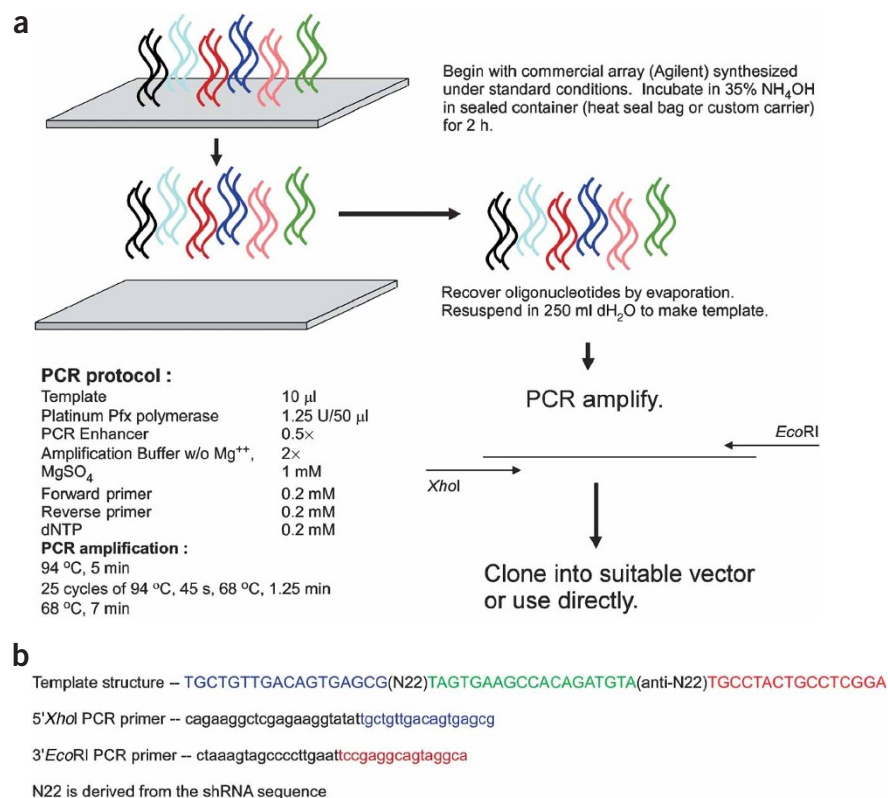 a
Begin with commercial array (Agilent) synthesized
under standard conditions. Incubate in 35% NH₄OH
in sealed container (heat seal bag or custom carrier)
for 2 h.
Recover oligonucleotides by evaporation.
Resuspend in 250 ml dH₂O to make template.
PCR protocol :
Template 10 µl
Platinum Pfx polymerase 1.25 U/50 µl
PCR Enhancer 0.5×
Amplification Buffer w/o Mg⁺⁺, 2×
MgSO₄ 1 mM
Forward primer 0.2 mM
Reverse primer 0.2 mM
dNTP 0.2 mM
PCR amplification :
94 °C, 5 min
25 cycles of 94 °C, 45 s, 68 °C, 1.25 min
68 °C, 7 min
PCR amplify.
EcoRI
XhoI
Clone into suitable vector
or use directly.
b
Template structure -- TGCTGTTGACAGTGAGCG(N22)TAGTGAAGCCACAGATGTA(anti-N22)TGCCTACTGCCTCGGA
5'XhoI PCR primer -- cagaaggctcgagaaggtatattgctgttgacagtgagcg
3'EcoRI PCR primer -- ctaaagtagccccttgaattccgaggcagtaggca
N22 is derived from the shRNA sequence